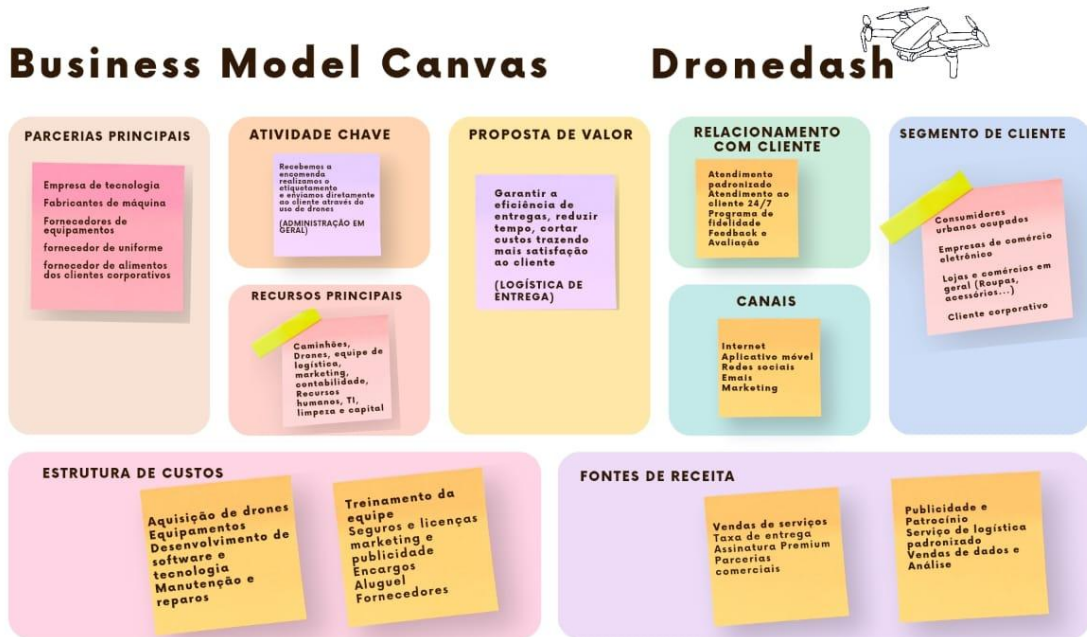 Business Model Canvas
Dronedash
PARCERIAS PRINCIPAIS
Empresa de tecnologia
Fabricantes de máquina
Fornecedores de
equipamentos
fornecedor de uniforme
fornecedor de alimentos
dos clientes corporativos
ATIVIDADE CHAVE
Recebemos a
encomenda
realizamos o
etiquetamento
e enviamos diretamente
ao cliente através do
uso de drones
(ADMINISTRAÇÃO EM
GERAL)
RECURSOS PRINCIPAIS
Caminhões,
Drones, equipe de
logística,
marketing,
contabilidade,
Recursos
humanos, TI,
limpeza e capital
PROPOSTA DE VALOR
Garantir a
eficiência de
entregas, reduzir
tempo, cortar
custos trazendo
mais satisfação
ao cliente
(LOGÍSTICA DE
ENTREGA)
RELACIONAMENTO
COM CLIENTE
Atendimento
padronizado
Atendimento ao
cliente 24/7
Programa de
fidelidade
Feedback e
Avaliação
CANAIS
Internet
Aplicativo móvel
Redes sociais
Emais
Marketing
SEGMENTO DE CLIENTE
Consumidores
urbanos ocupados
Empresas de comércio
eletrônico
Lojas e comércios em
geral (Roupas,
acessórios...)
Cliente corporativo
ESTRUTURA DE CUSTOS
Aquisição de drones
Equipamentos
Desenvolvimento de
software e
tecnologia
Manutenção e
reparos
Treinamento da
equipe
Seguros e licenças
marketing e
publicidade
Encargos
Aluguel
Fornecedores
FONTES DE RECEITA
Vendas de serviços
Taxa de entrega
Assinatura Premium
Parcerias
comerciais
Publicidade e
Patrocínio
Serviço de logística
padronizado
Vendas de dados e
Análise